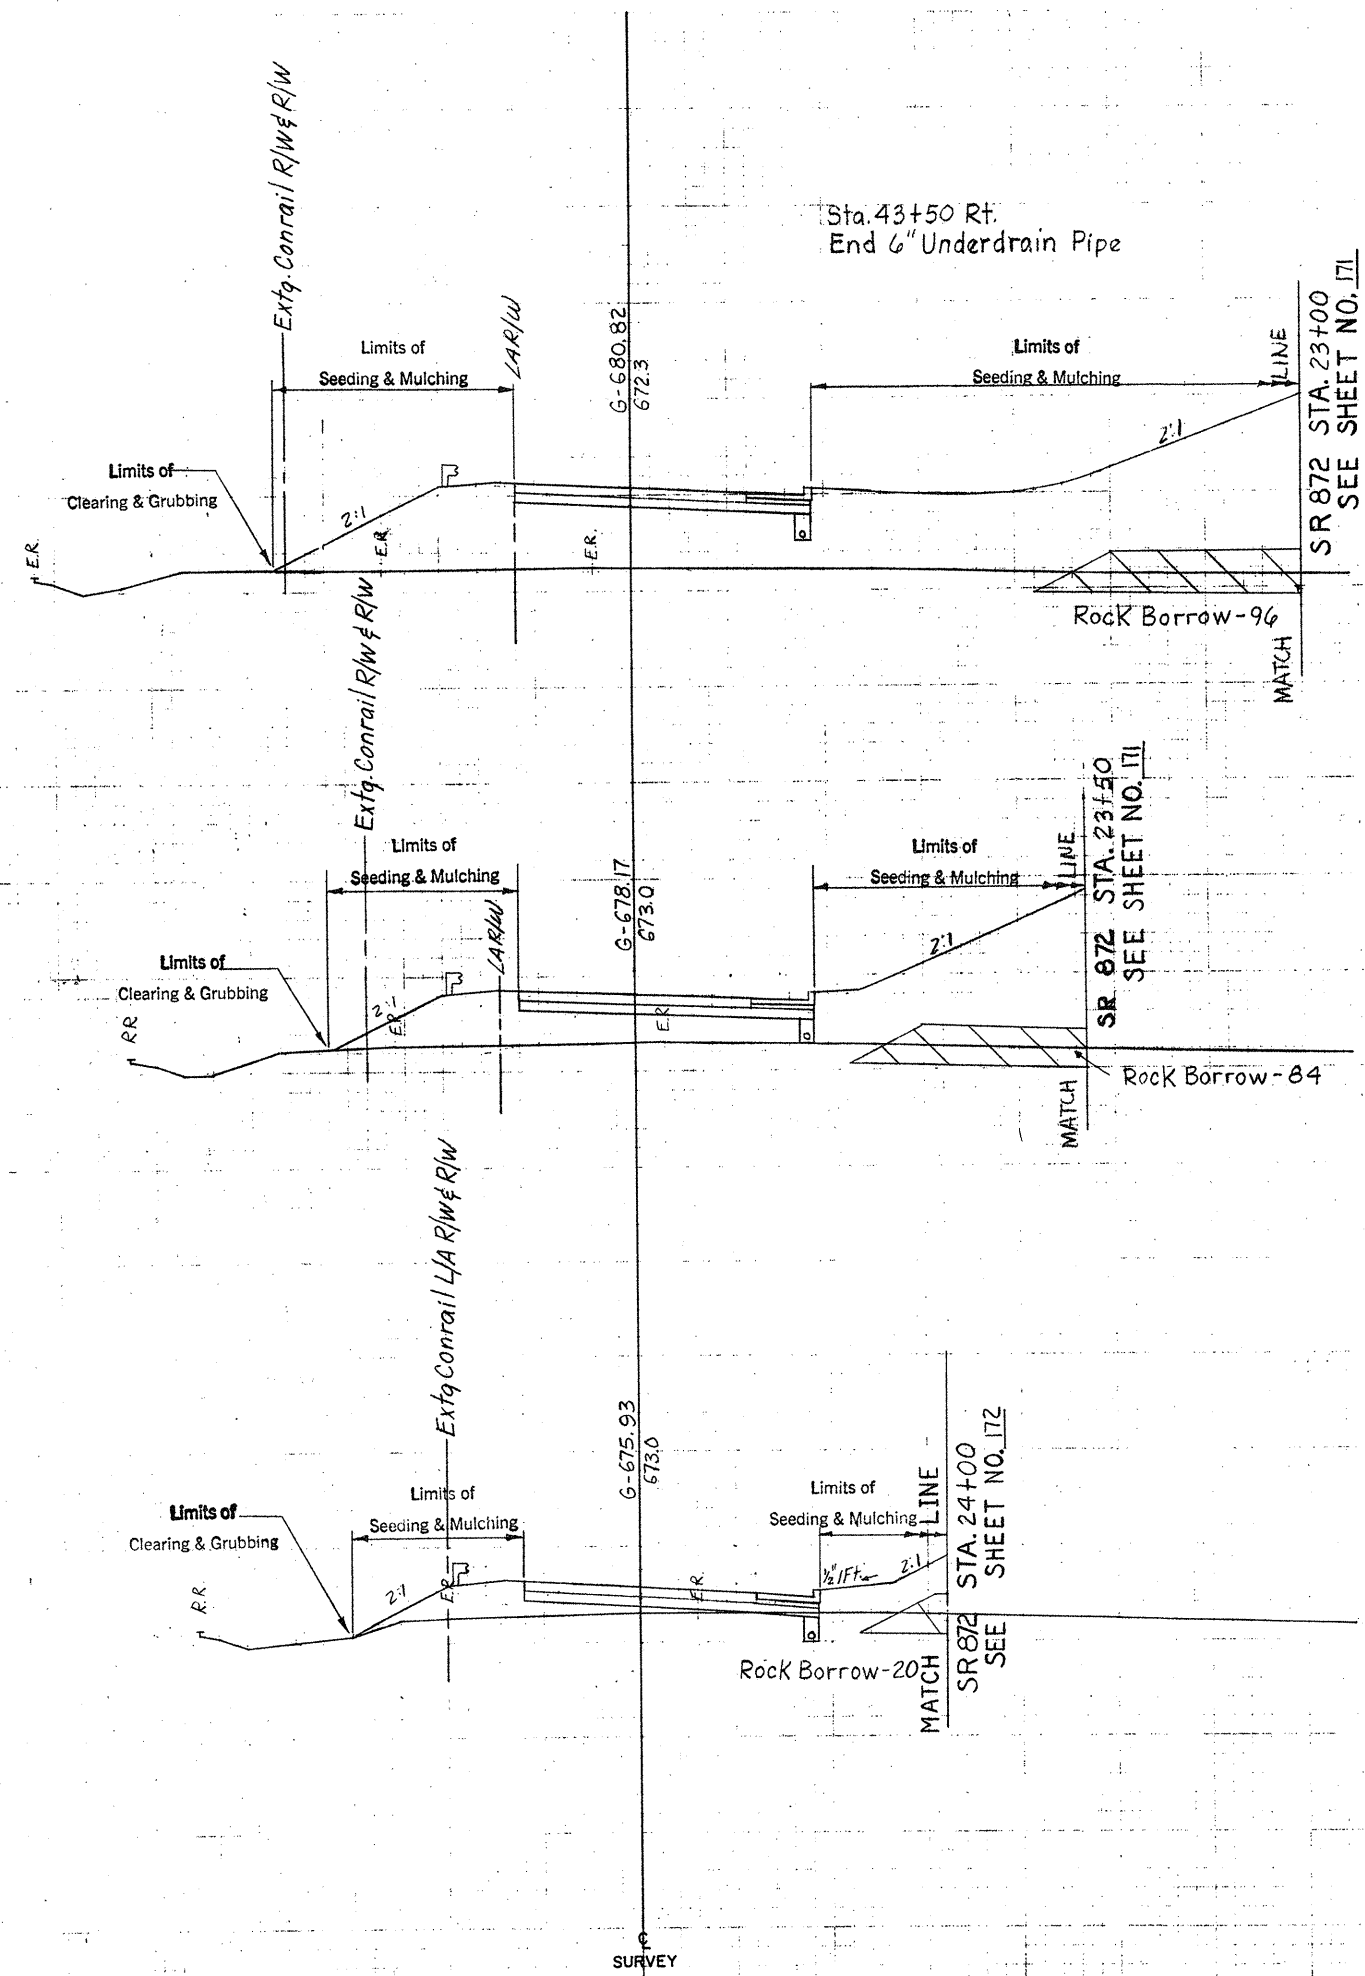 Extg. Conrail R/W & R/W
Sta. 43+50 Rt.
End 6" Underdrain Pipe
Limits of
Seeding & Mulching
LA R/W
G-680.82
672.3
Limits of
Seeding & Mulching
LINE
SR 872 STA. 23+00
SEE SHEET NO. 171
2:1
Limits of
Clearing & Grubbing
2:1
E.R.
E.R.
E.R.
Rock Borrow-96
MATCH
Extg. Conrail R/W & R/W
Limits of
Seeding & Mulching
LA R/W
G-678.17
673.0
Limits of
Seeding & Mulching
LINE
SR 872 STA. 23+50
SEE SHEET NO. 171
2:1
Limits of
Clearing & Grubbing
2:1
R.R.
E.R.
E.R.
Rock Borrow-84
MATCH
Extg Conrail L/A R/W & R/W
Limits of
Seeding & Mulching
G-675.93
673.0
Limits of
Seeding & Mulching
MATCH LINE
SR 872 STA. 24+00
SEE SHEET NO. 172
Limits of
Clearing & Grubbing
2:1
1/2"/Ft.
2:1
R.R.
E.R.
E.R.
Rock Borrow-20
℄
SURVEY